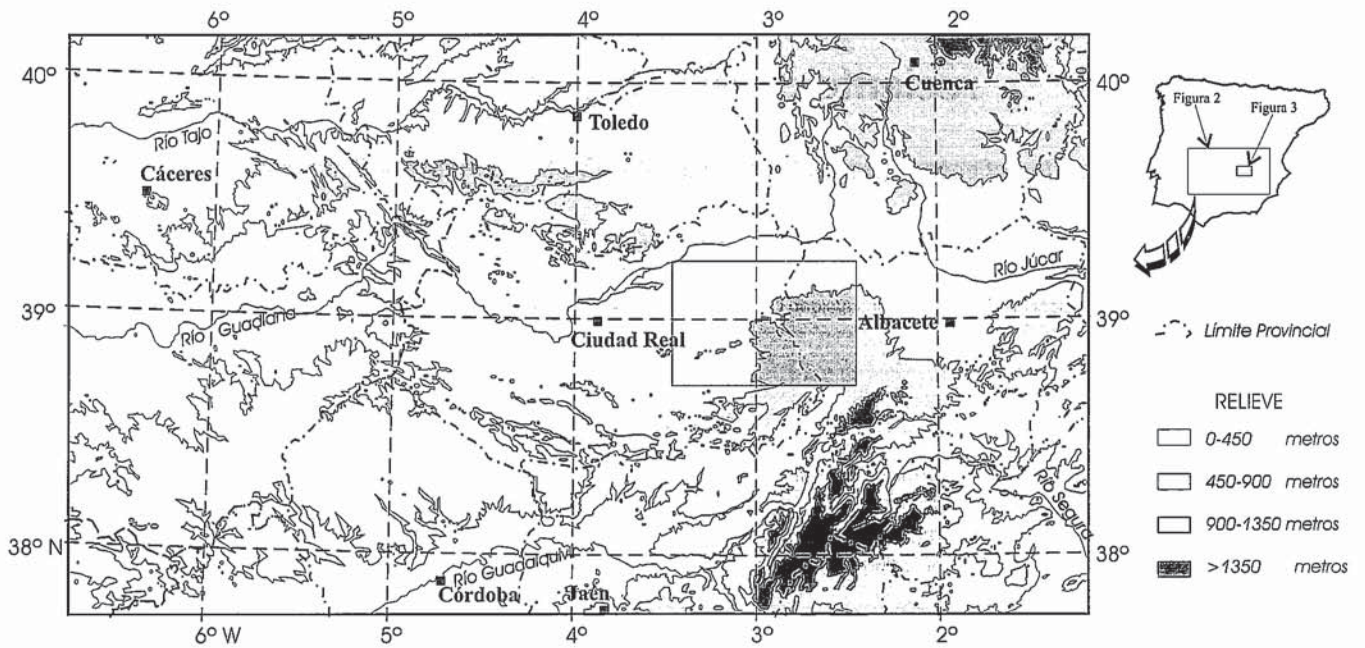 6° 5° 4° 3° 2°
40° 40°
Cuenca
Toledo
Río Tajo
Cáceres
Río Júcar
39° 39°
Río Guadiana
Ciudad Real
Albacete
Río Segura
38° N 38°
Río Guadalquivir
Córdoba
Jaén
6° W 5° 4° 3° 2°
Figura 2
Figura 3
Límite Provincial
RELIEVE
0-450 metros
450-900 metros
900-1350 metros
>1350 metros